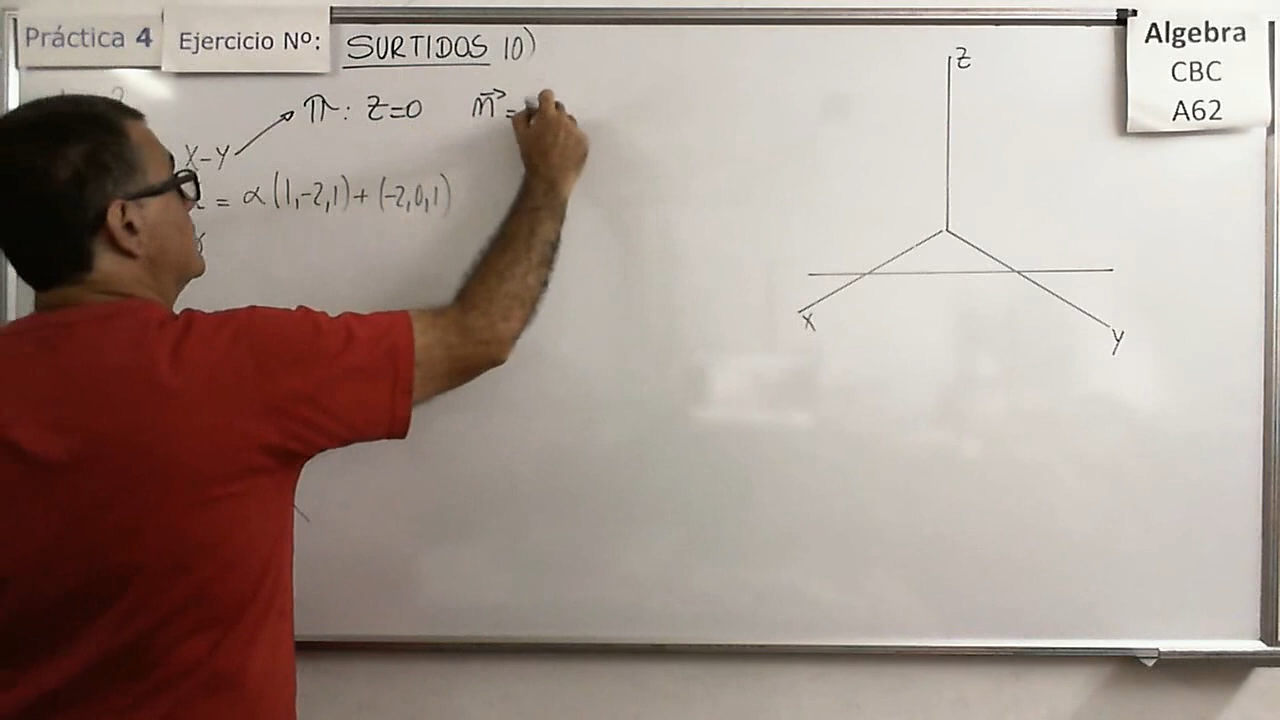 Práctica 4
Ejercicio Nº:
SURTIDOS 10)
Algebra
CBC
A62
π: Z=0 n⃗=
X-Y
= α(1,-2,1)+(-2,0,1)
Z
X
Y